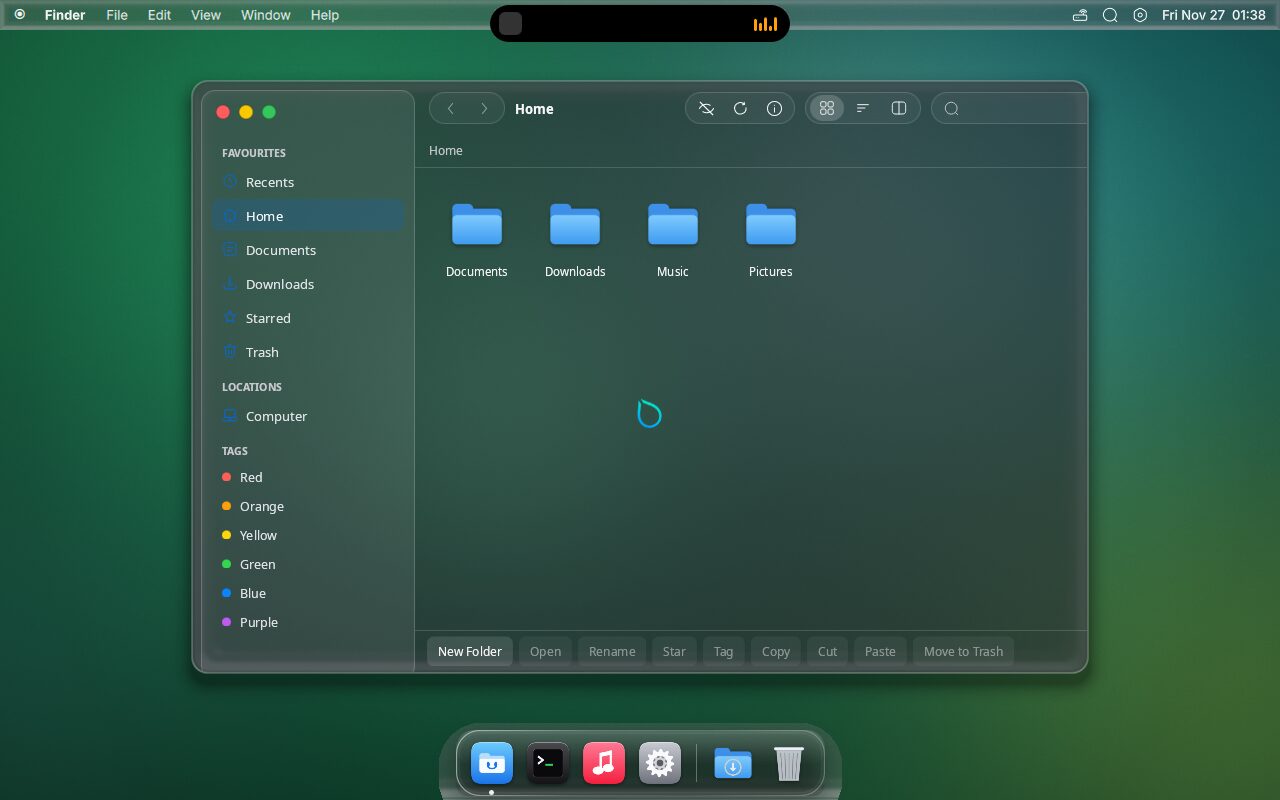 Finder File Edit View Window Help Fri Nov 27 01:38
Home
FAVOURITES
Recents
Home
Documents
Downloads
Starred
Trash
LOCATIONS
Computer
TAGS
Red
Orange
Yellow
Green
Blue
Purple
Home
Documents Downloads Music Pictures
New Folder Open Rename Star Tag Copy Cut Paste Move to Trash